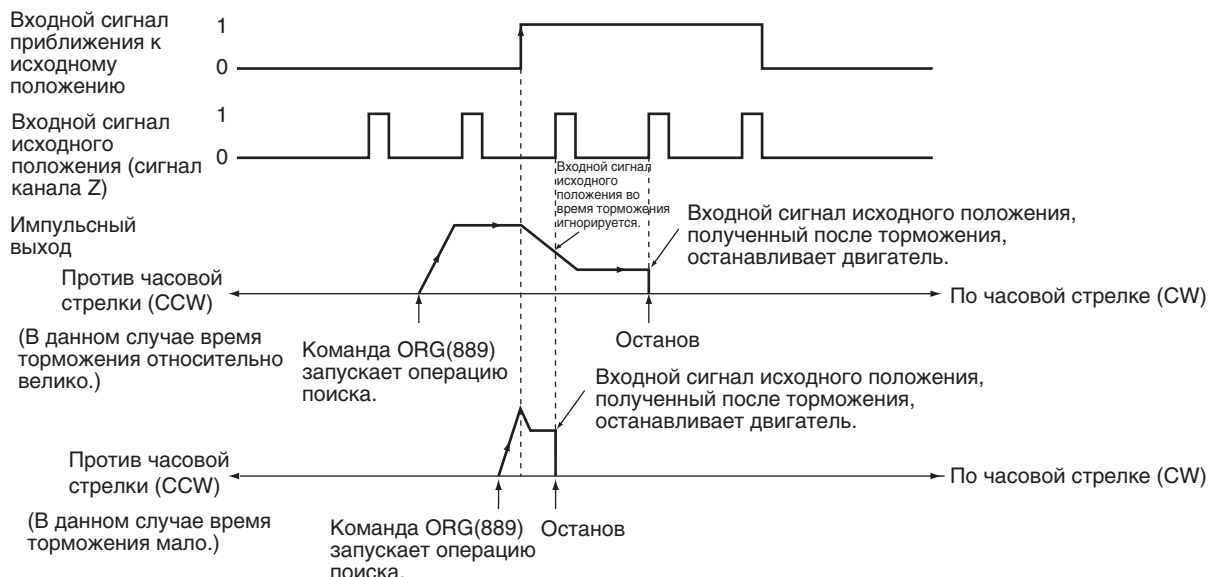 Входной сигнал
приближения к
исходному
положению
1
0
Входной сигнал
исходного
положения (сигнал
канала Z)
1
0
Входной сигнал
исходного
положения во
время торможения
игнорируется.
Импульсный
выход
Входной сигнал исходного положения,
полученный после торможения,
останавливает двигатель.
Против часовой
стрелки (CCW)
По часовой стрелке (CW)
(В данном случае время
торможения относительно
велико.)
Команда ORG(889)
запускает операцию
поиска.
Останов
Входной сигнал исходного положения,
полученный после торможения,
останавливает двигатель.
Против часовой
стрелки (CCW)
По часовой стрелке (CW)
(В данном случае время
торможения мало.)
Команда ORG(889)
запускает операцию
поиска.
Останов